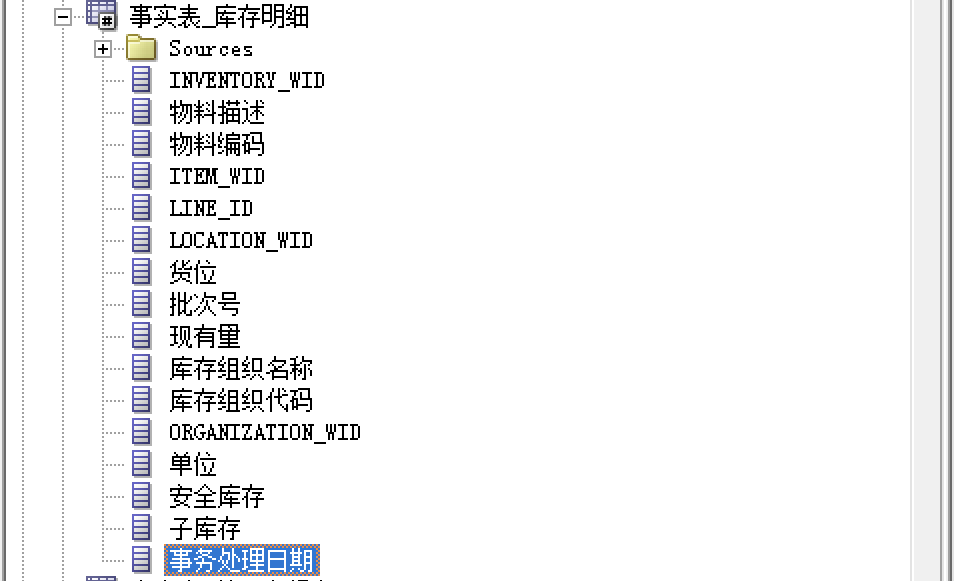 事实表_库存明细
Sources
INVENTORY_WID
物料描述
物料编码
ITEM_WID
LINE_ID
LOCATION_WID
货位
批次号
现有量
库存组织名称
库存组织代码
ORGANIZATION_WID
单位
安全库存
子库存
事务处理日期